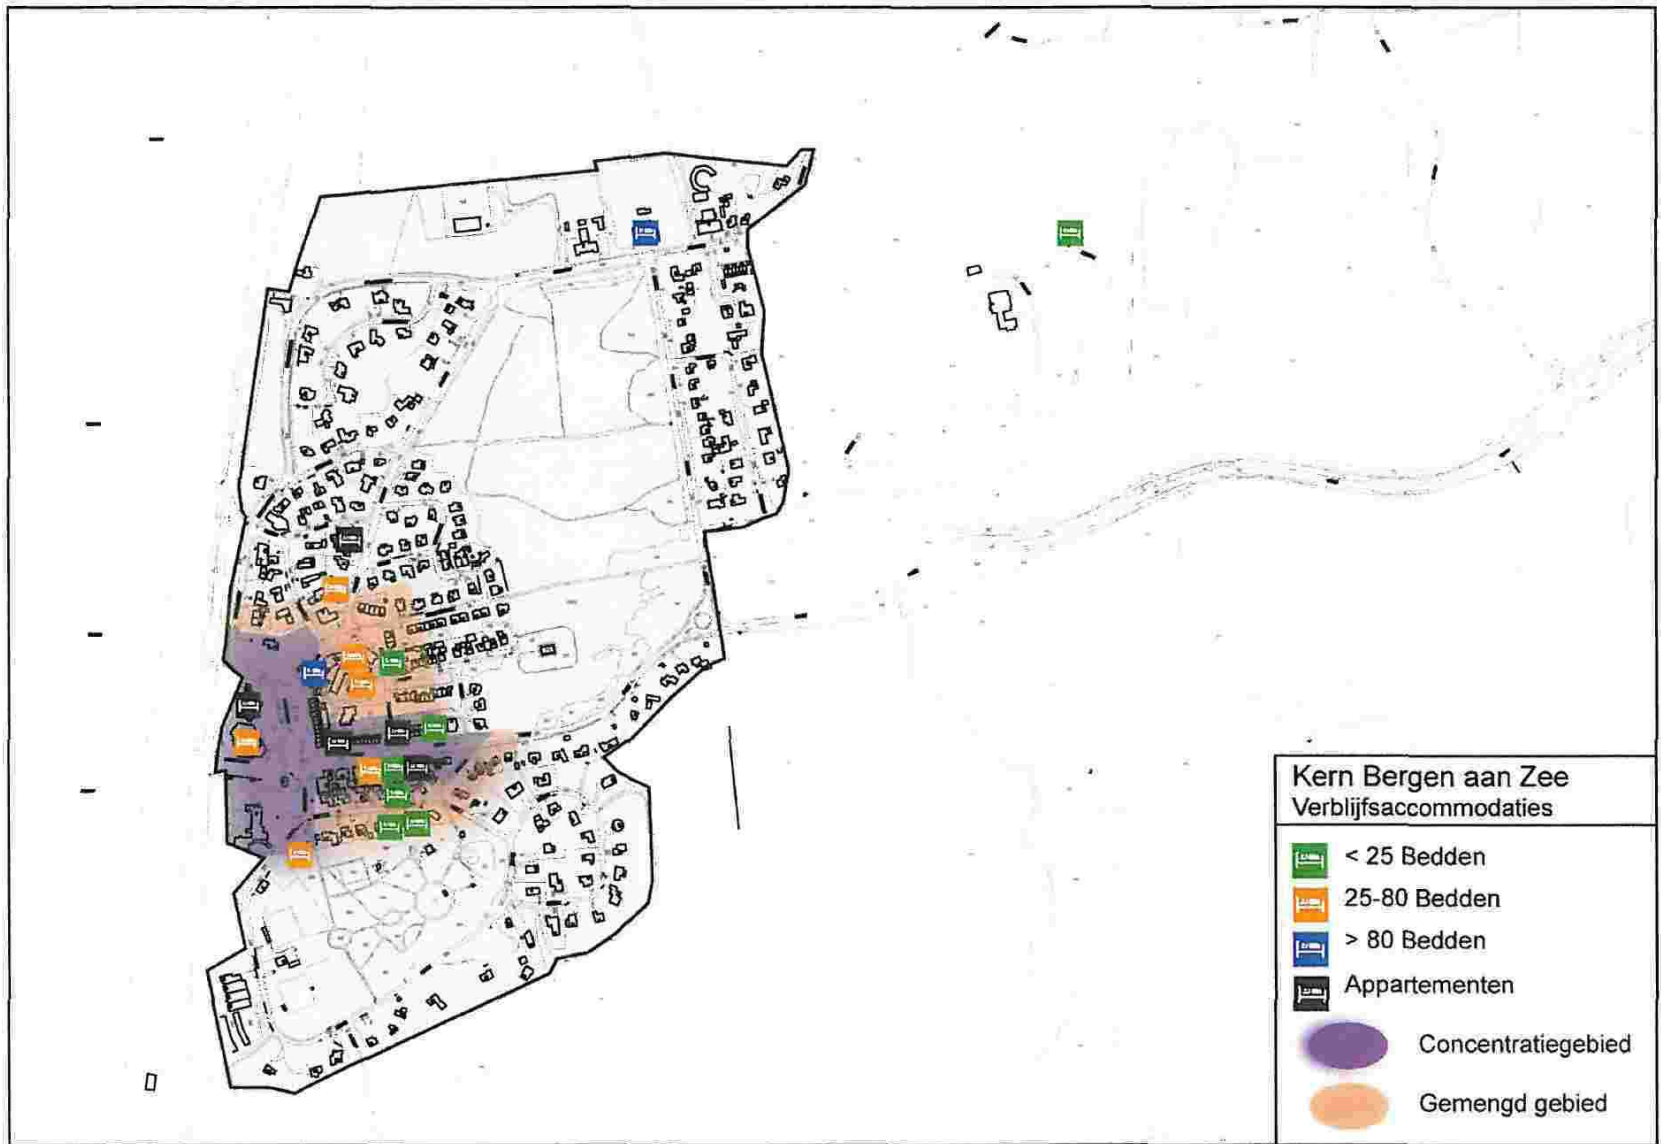 Kern Bergen aan Zee
Verblijfsaccommodaties
< 25 Bedden
25-80 Bedden
> 80 Bedden
Appartementen
Concentratiegebied
Gemengd gebied